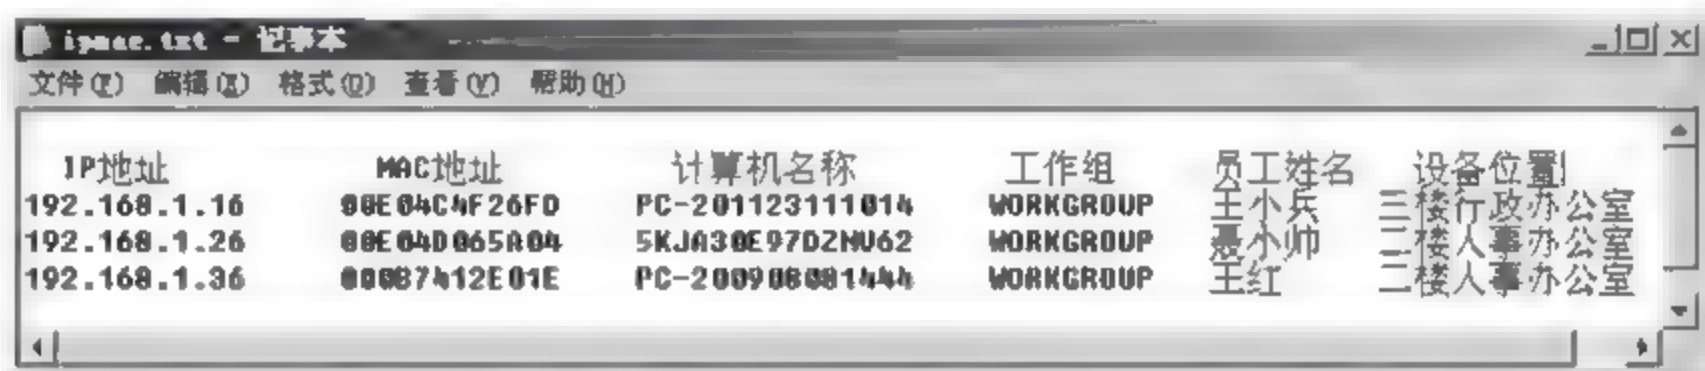 ipmac.txt - 记事本
文件(F) 编辑(E) 格式(O) 查看(V) 帮助(H)
IP地址 MAC地址 计算机名称 工作组 员工姓名 设备位置
192.168.1.16 00E04C4F26FD PC-201123111014 WORKGROUP 王小兵 三楼行政办公室
192.168.1.26 00E04D065A04 5KJA30E97DZNU62 WORKGROUP 聂小帅 二楼人事办公室
192.168.1.36 000B7412E01E PC-200906081444 WORKGROUP 王红 二楼人事办公室